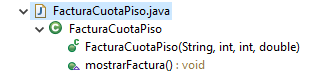 FacturaCuotaPiso.java
FacturaCuotaPiso
FacturaCuotaPiso(String, int, int, double)
mostrarFactura() : void